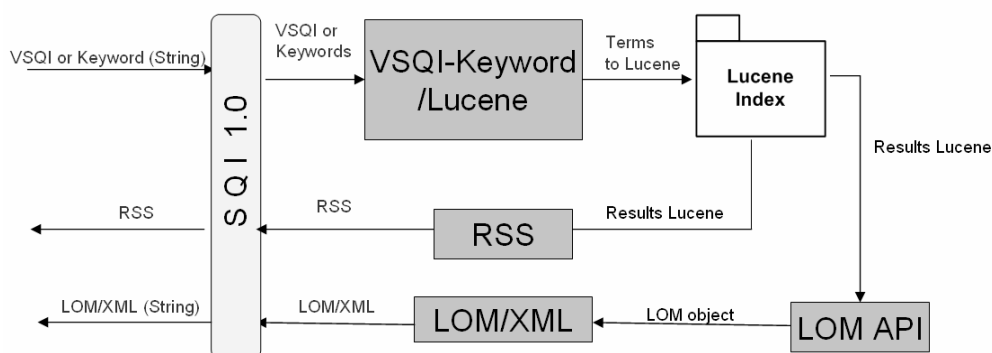 VSQI or Keyword (String)
SQI 1.0
VSQI or
Keywords
VSQI-Keyword
/Lucene
Terms
to Lucene
Lucene
Index
Results Lucene
RSS
RSS
RSS
Results Lucene
LOM/XML (String)
LOM/XML
LOM/XML
LOM object
LOM API